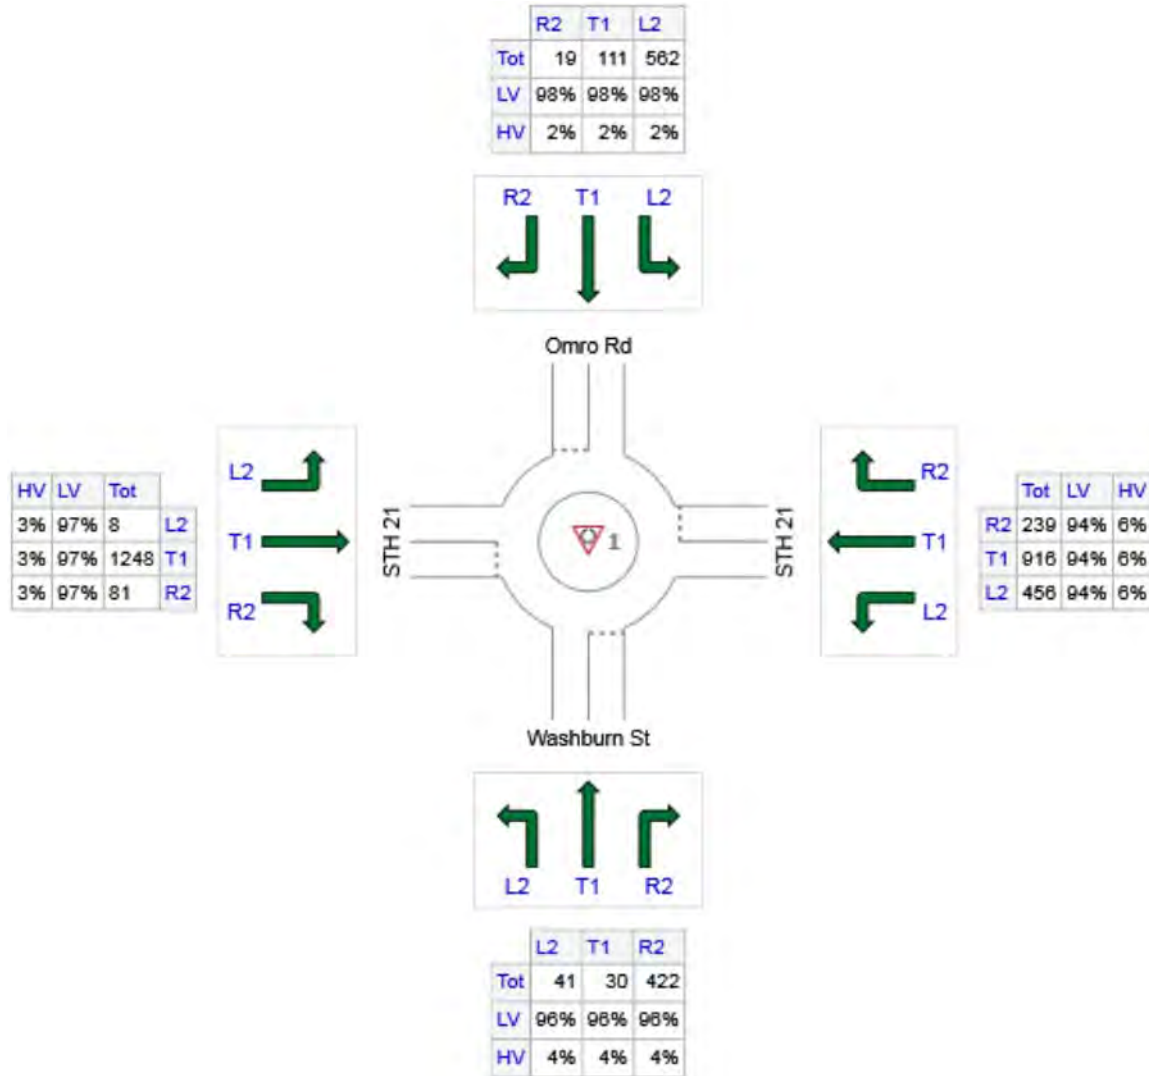 R2 T1 L2
Tot 19 111 562
LV 98% 98% 98%
HV 2% 2% 2%
R2 T1 L2
Omro Rd
L2
T1
R2
HV LV Tot
3% 97% 8 L2
3% 97% 1248 T1
3% 97% 81 R2
STH 21
1
STH 21
R2
T1
L2
Tot LV HV
R2 239 94% 6%
T1 916 94% 6%
L2 456 94% 6%
Washburn St
L2 T1 R2
L2 T1 R2
Tot 41 30 422
LV 96% 96% 96%
HV 4% 4% 4%